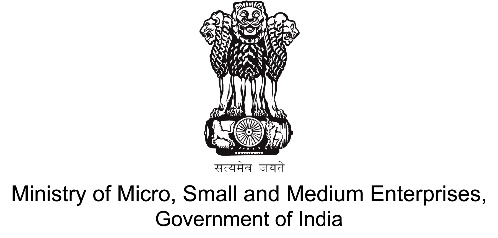 सत्यमेव जयते
Ministry of Micro, Small and Medium Enterprises,
Government of India